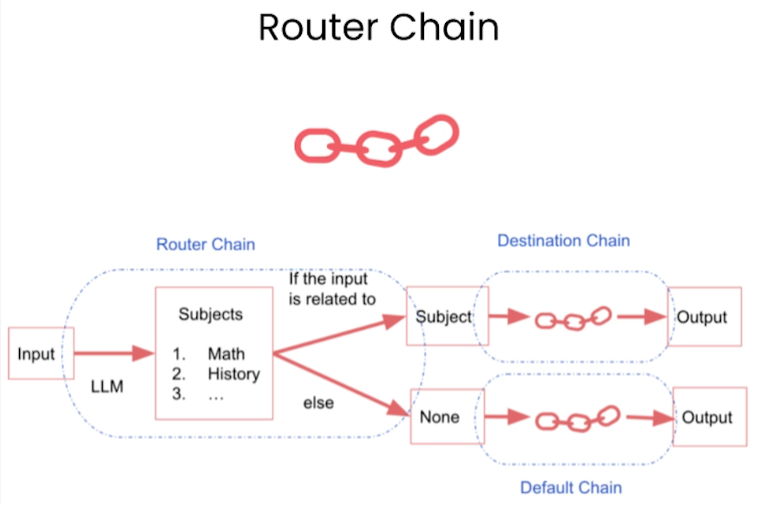 Router Chain
Router Chain
Destination Chain
If the input
is related to
Subjects
1. Math
2. History
3. ...
Input
LLM
else
Subject
Output
None
Output
Default Chain